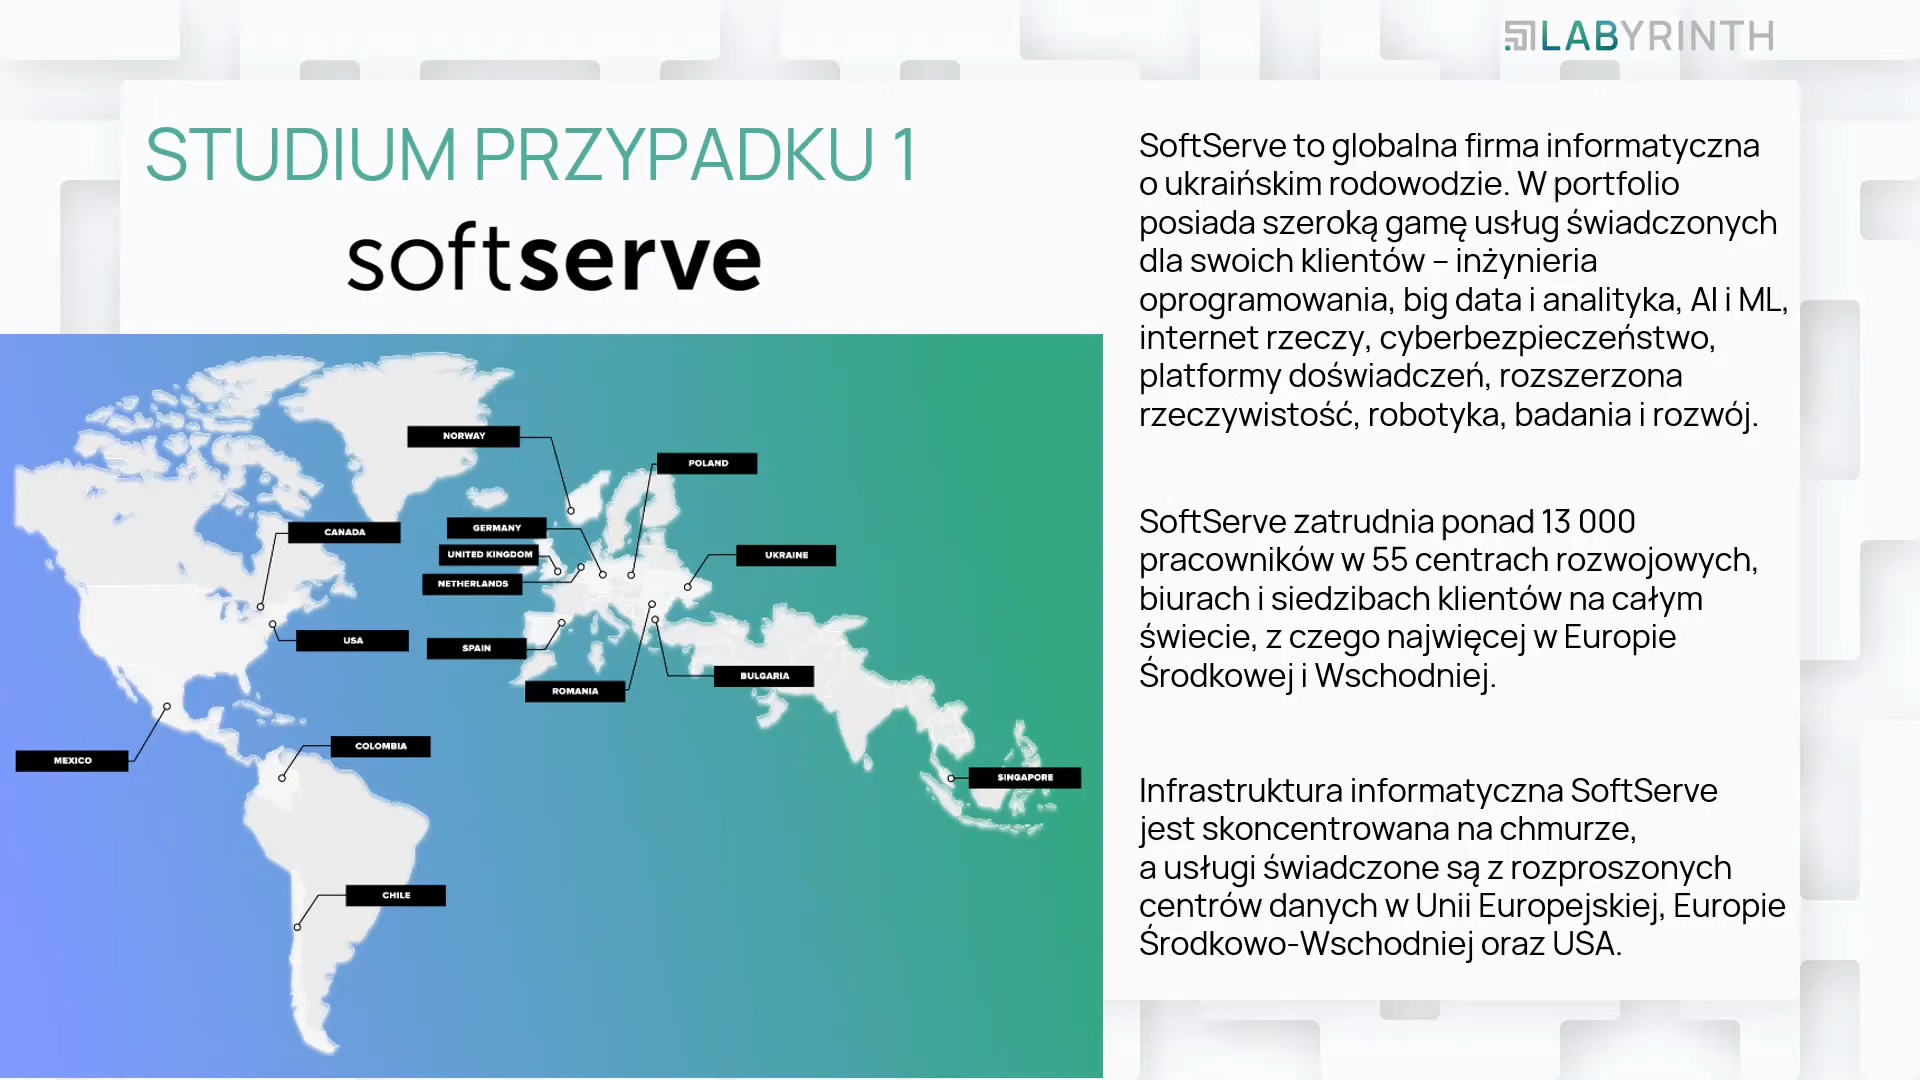 LABYRINTH
STUDIUM PRZYPADKU 1
softserve
NORWAY
POLAND
CANADA
GERMANY
UNITED KINGDOM
UKRAINE
NETHERLANDS
USA
SPAIN
BULGARIA
ROMANIA
COLOMBIA
MEXICO
SINGAPORE
CHILE
SoftServe to globalna firma informatyczna
o ukraińskim rodowodzie. W portfolio
posiada szeroką gamę usług świadczonych
dla swoich klientów – inżynieria
oprogramowania, big data i analityka, AI i ML,
internet rzeczy, cyberbezpieczeństwo,
platformy doświadczeń, rozszerzona
rzeczywistość, robotyka, badania i rozwój.
SoftServe zatrudnia ponad 13 000
pracowników w 55 centrach rozwojowych,
biurach i siedzibach klientów na całym
świecie, z czego najwięcej w Europie
Środkowej i Wschodniej.
Infrastruktura informatyczna SoftServe
jest skoncentrowana na chmurze,
a usługi świadczone są z rozproszonych
centrów danych w Unii Europejskiej, Europie
Środkowo-Wschodniej oraz USA.